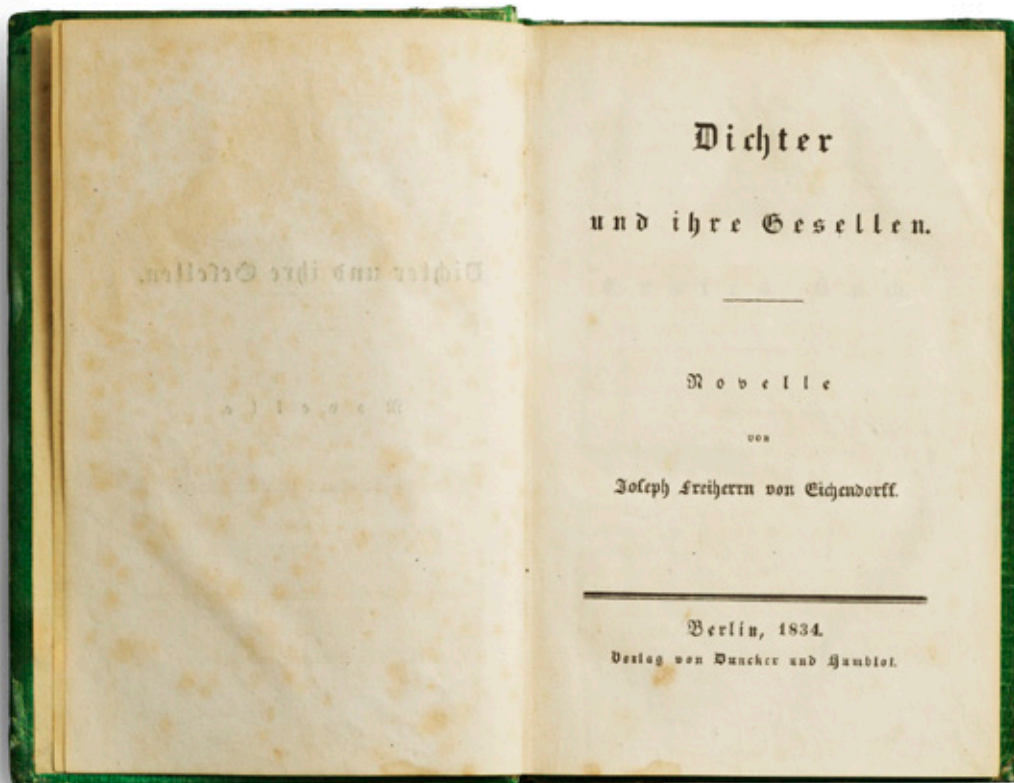 Dichter
und ihre Gesellen.
Novelle
von
Joseph Freiherrn von Eichendorff.
Berlin, 1834.
Verlag von Duncker und Humblot.